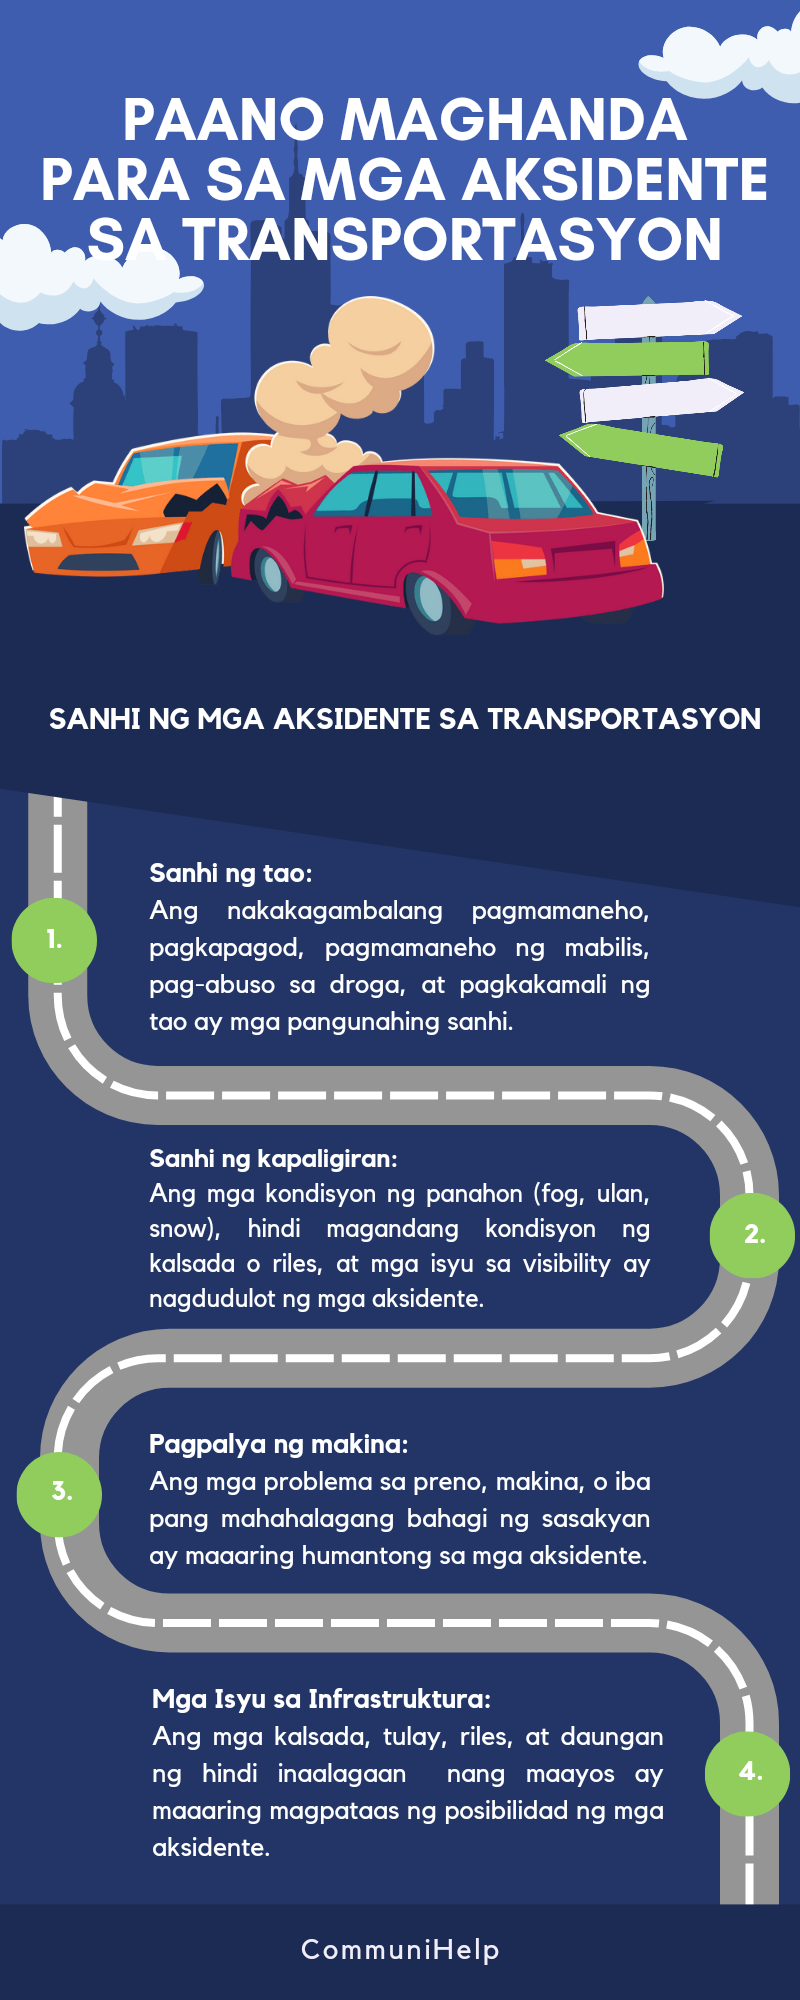 PAANO MAGHANDA
PARA SA MGA AKSIDENTE
SA TRANSPORTASYON
SANHI NG MGA AKSIDENTE SA TRANSPORTASYON
1.
Sanhi ng tao:
Ang nakakagambalang pagmamaneho,
pagkapagod, pagmamaneho ng mabilis,
pag-abuso sa droga, at pagkakamali ng
tao ay mga pangunahing sanhi.
2.
Sanhi ng kapaligiran:
Ang mga kondisyon ng panahon (fog, ulan,
snow), hindi magandang kondisyon ng
kalsada o riles, at mga isyu sa visibility ay
nagdudulot ng mga aksidente.
3.
Pagpalya ng makina:
Ang mga problema sa preno, makina, o iba
pang mahahalagang bahagi ng sasakyan
ay maaaring humantong sa mga aksidente.
4.
Mga Isyu sa Infrastruktura:
Ang mga kalsada, tulay, riles, at daungan
ng hindi inaalagaan nang maayos ay
maaaring magpataas ng posibilidad ng mga
aksidente.
CommuniHelp